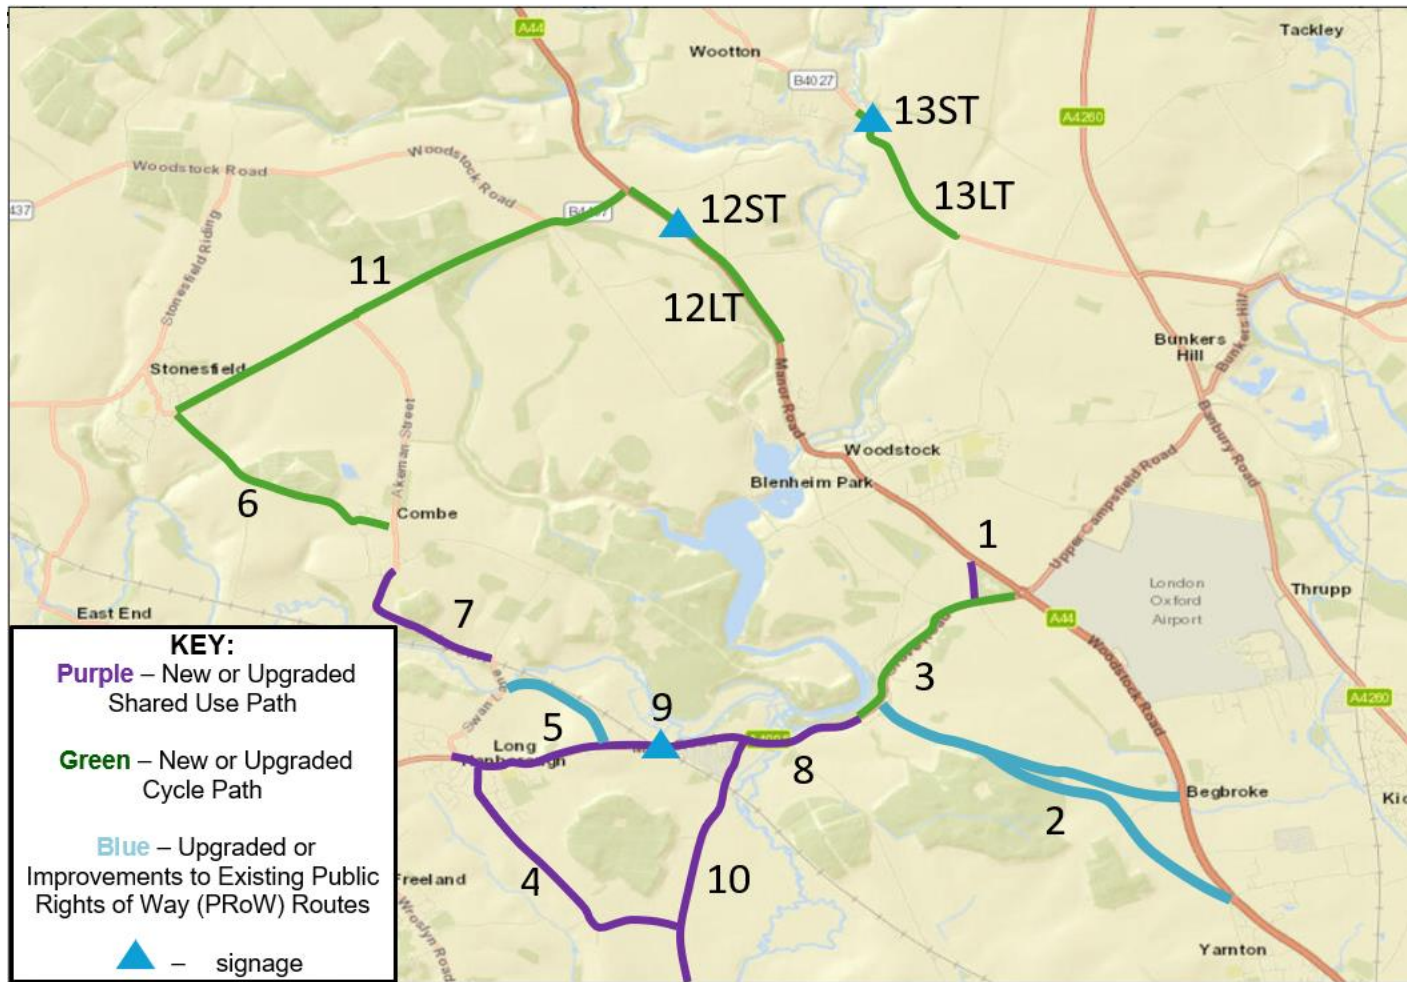 A44
Wootton
Tackley
B4027
13ST
A4260
Woodstock Road
Woodstock Road
437
12ST
13LT
11
Stonesfield Riding
12LT
Bunkers
Hill
Bunkers Hill
Stonesfield
Manor Road
Akeman Street
Banbury Road
Woodstock
Upper Campsfield Road
Blenheim Park
6
Combe
1
London
Oxford
Airport
Thrupp
East End
7
A44
Woodstock Road
3
A4260
9
5
Long
8
Begbroke
2
4
10
Freeland
Wroslyn Road
Yarnton
KEY:
Purple – New or Upgraded
Shared Use Path
Green – New or Upgraded
Cycle Path
Blue – Upgraded or
Improvements to Existing Public
Rights of Way (PRoW) Routes
– signage